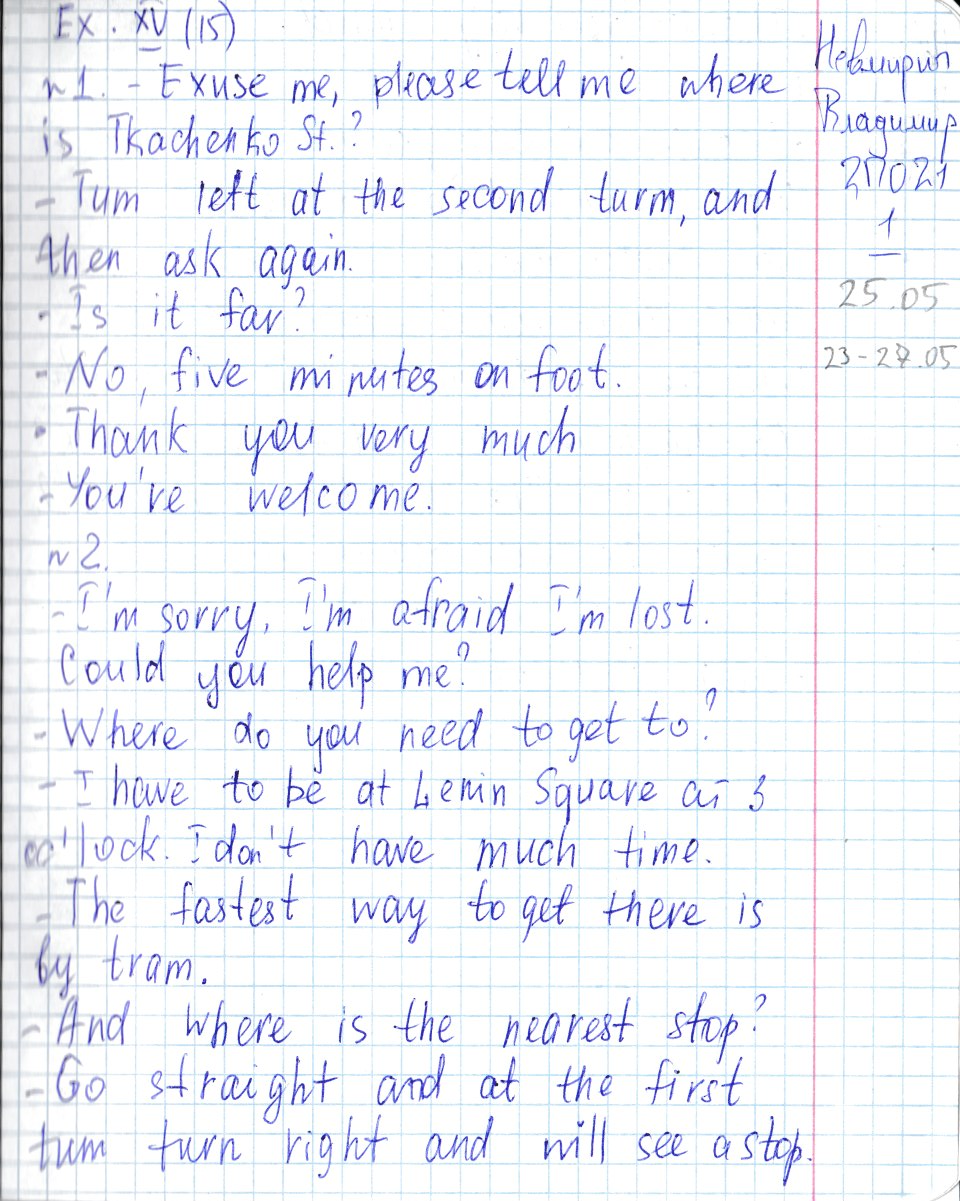 Ex. XV (15)
№1. - Exuse me, please tell me where
is Tkachenko St.?
- Tum left at the second turm, and
then ask again.
- Is it far?
- No, five minutes on foot.
- Thank you very much
- You're welcome.
№2.
- I'm sorry, I'm afraid I'm lost.
Could you help me?
- Where do you need to get to?
- I have to be at Lenin Square at 3
oo'lock. I don't have much time.
- The fastest way to get there is
by tram.
- And where is the nearest stop?
- Go straight and at the first
tum turn right and will see a stop.
Невмирич
Владимир
2П021
1
25.05
23-27.05